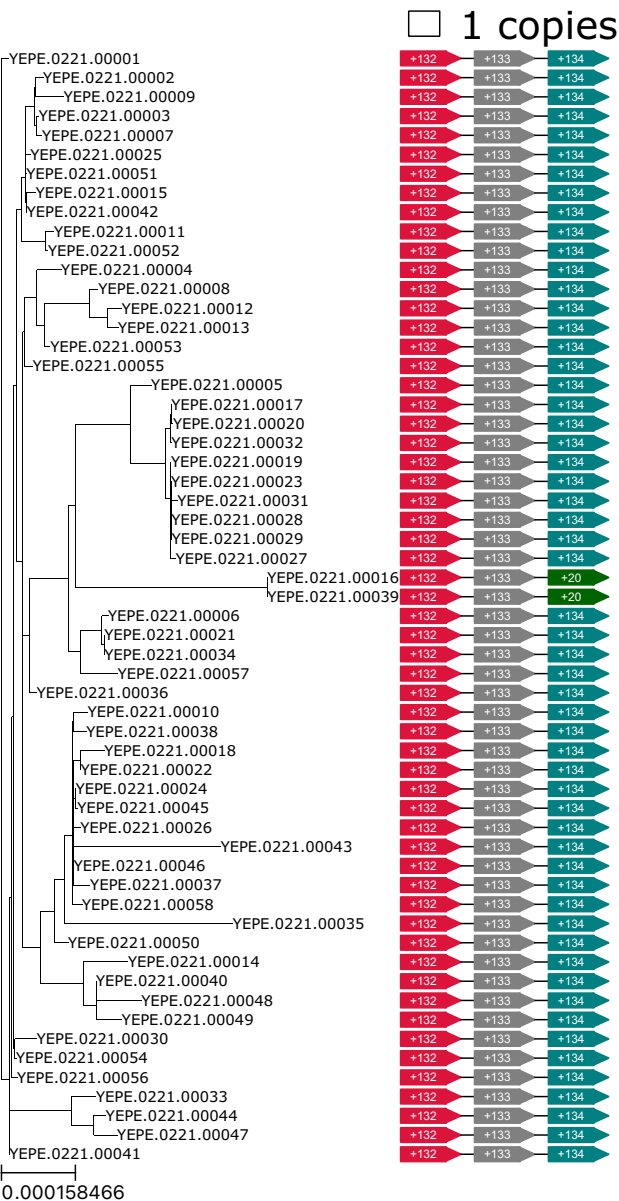 1 copies
YEPE.0221.00001 +132 +133 +134
YEPE.0221.00002 +132 +133 +134
YEPE.0221.00009 +132 +133 +134
YEPE.0221.00003 +132 +133 +134
YEPE.0221.00007 +132 +133 +134
YEPE.0221.00025 +132 +133 +134
YEPE.0221.00051 +132 +133 +134
YEPE.0221.00015 +132 +133 +134
YEPE.0221.00042 +132 +133 +134
YEPE.0221.00011 +132 +133 +134
YEPE.0221.00052 +132 +133 +134
YEPE.0221.00004 +132 +133 +134
YEPE.0221.00008 +132 +133 +134
YEPE.0221.00012 +132 +133 +134
YEPE.0221.00013 +132 +133 +134
YEPE.0221.00053 +132 +133 +134
YEPE.0221.00055 +132 +133 +134
YEPE.0221.00005 +132 +133 +134
YEPE.0221.00017 +132 +133 +134
YEPE.0221.00020 +132 +133 +134
YEPE.0221.00032 +132 +133 +134
YEPE.0221.00019 +132 +133 +134
YEPE.0221.00023 +132 +133 +134
YEPE.0221.00031 +132 +133 +134
YEPE.0221.00028 +132 +133 +134
YEPE.0221.00029 +132 +133 +134
YEPE.0221.00027 +132 +133 +134
YEPE.0221.00016 +132 +133 +20
YEPE.0221.00039 +132 +133 +20
YEPE.0221.00006 +132 +133 +134
YEPE.0221.00021 +132 +133 +134
YEPE.0221.00034 +132 +133 +134
YEPE.0221.00057 +132 +133 +134
YEPE.0221.00036 +132 +133 +134
YEPE.0221.00010 +132 +133 +134
YEPE.0221.00038 +132 +133 +134
YEPE.0221.00018 +132 +133 +134
YEPE.0221.00022 +132 +133 +134
YEPE.0221.00024 +132 +133 +134
YEPE.0221.00045 +132 +133 +134
YEPE.0221.00026 +132 +133 +134
YEPE.0221.00043 +132 +133 +134
YEPE.0221.00046 +132 +133 +134
YEPE.0221.00037 +132 +133 +134
YEPE.0221.00058 +132 +133 +134
YEPE.0221.00035 +132 +133 +134
YEPE.0221.00050 +132 +133 +134
YEPE.0221.00014 +132 +133 +134
YEPE.0221.00040 +132 +133 +134
YEPE.0221.00048 +132 +133 +134
YEPE.0221.00049 +132 +133 +134
YEPE.0221.00030 +132 +133 +134
YEPE.0221.00054 +132 +133 +134
YEPE.0221.00056 +132 +133 +134
YEPE.0221.00033 +132 +133 +134
YEPE.0221.00044 +132 +133 +134
YEPE.0221.00047 +132 +133 +134
YEPE.0221.00041 +132 +133 +134
0.000158466